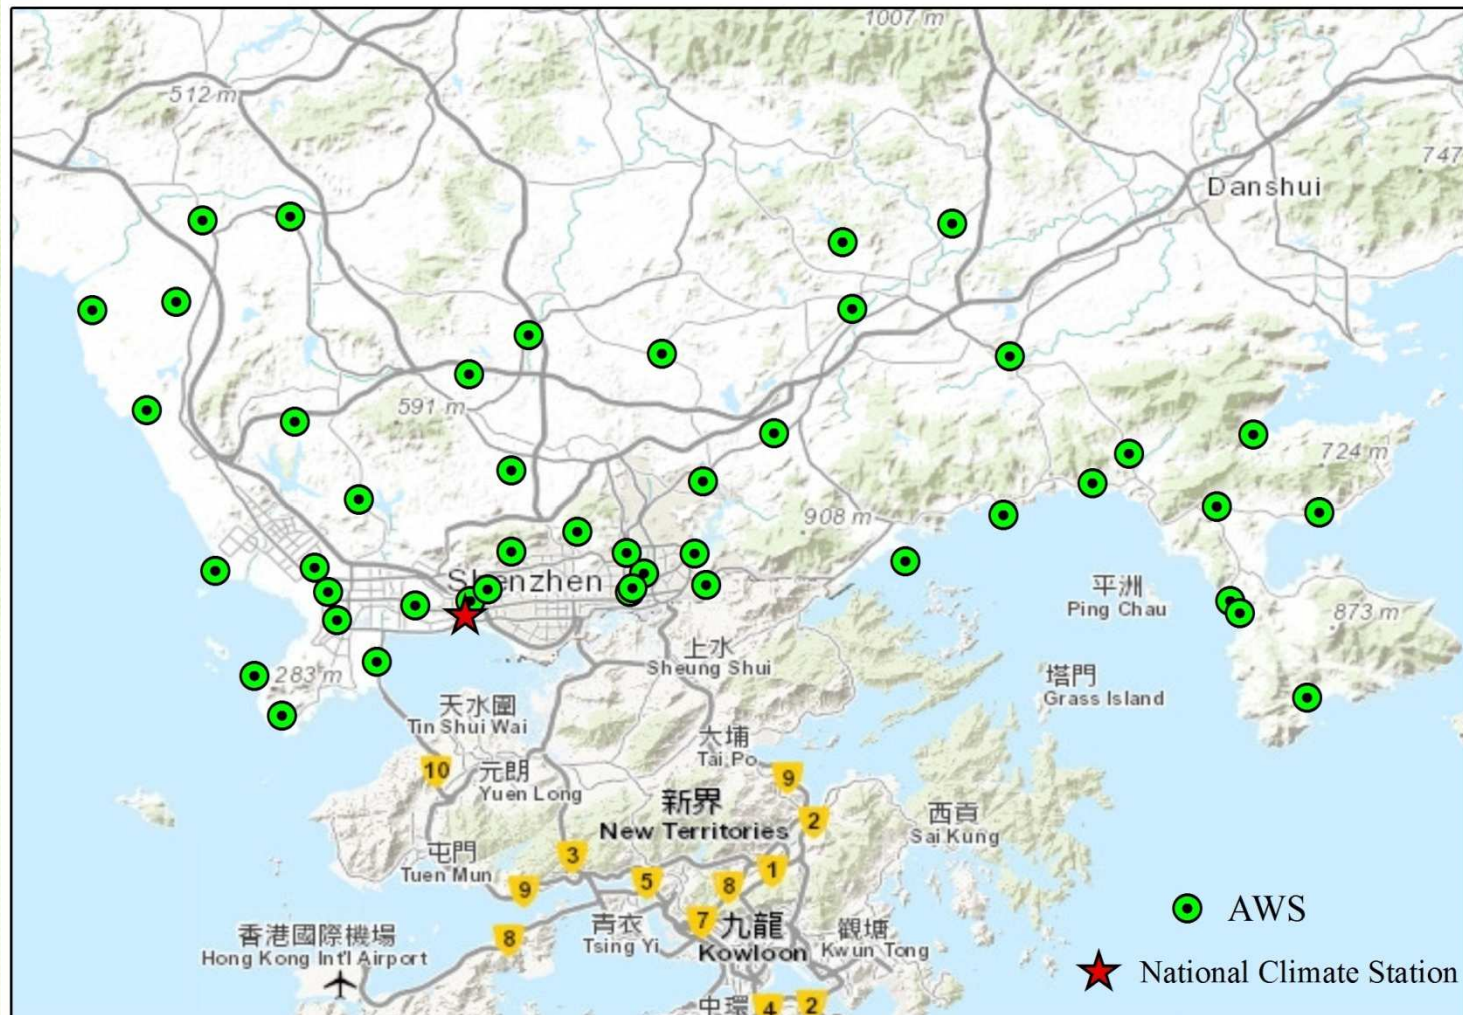 1007 m
512 m
747
Danshui
591 m
724 m
908 m
Shenzhen
平洲
Ping Chau
873 m
上水
Sheung Shui
283 m
塔門
Grass Island
天水圍
Tin Shui Wai
大埔
Tai Po
10
元朗
Yuen Long
9
新界
New Territories
2
西貢
Sai Kung
屯門
Tuen Mun
3
1
9
5
8
青衣
Tsing Yi
7
九龍
Kowloon
觀塘
Kwun Tong
AWS
香港國際機場
Hong Kong Int'l Airport
8
National Climate Station
中環
4
2